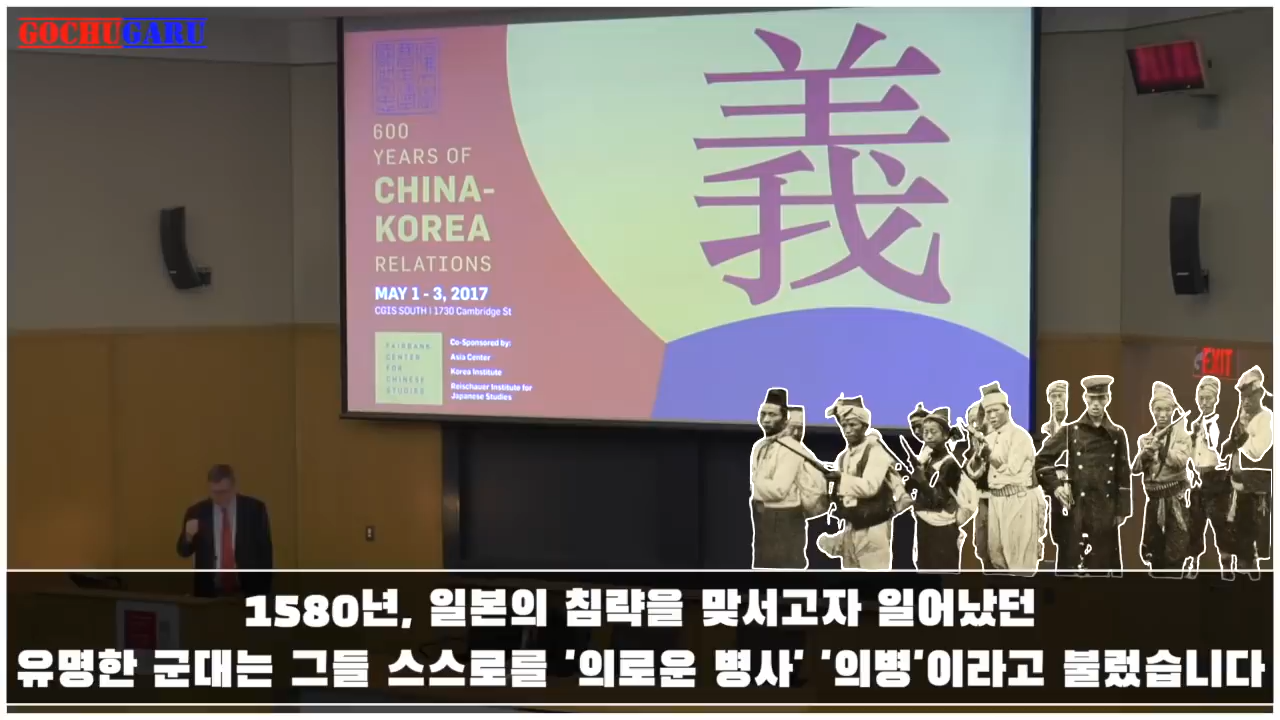 GOCHUGARU
600
YEARS OF
CHINA-
KOREA
RELATIONS
MAY 1 - 3, 2017
CGIS SOUTH | 1730 Cambridge St
FAIRBANK
CENTER
FOR
CHINESE
STUDIES
Co-Sponsored by:
Asia Center
Korea Institute
Reischauer Institute for
Japanese Studies
義
EXIT
1580년, 일본의 침략을 맞서고자 일어났던
유명한 군대는 그들 스스로를 '의로운 병사' '의병'이라고 불렀습니다